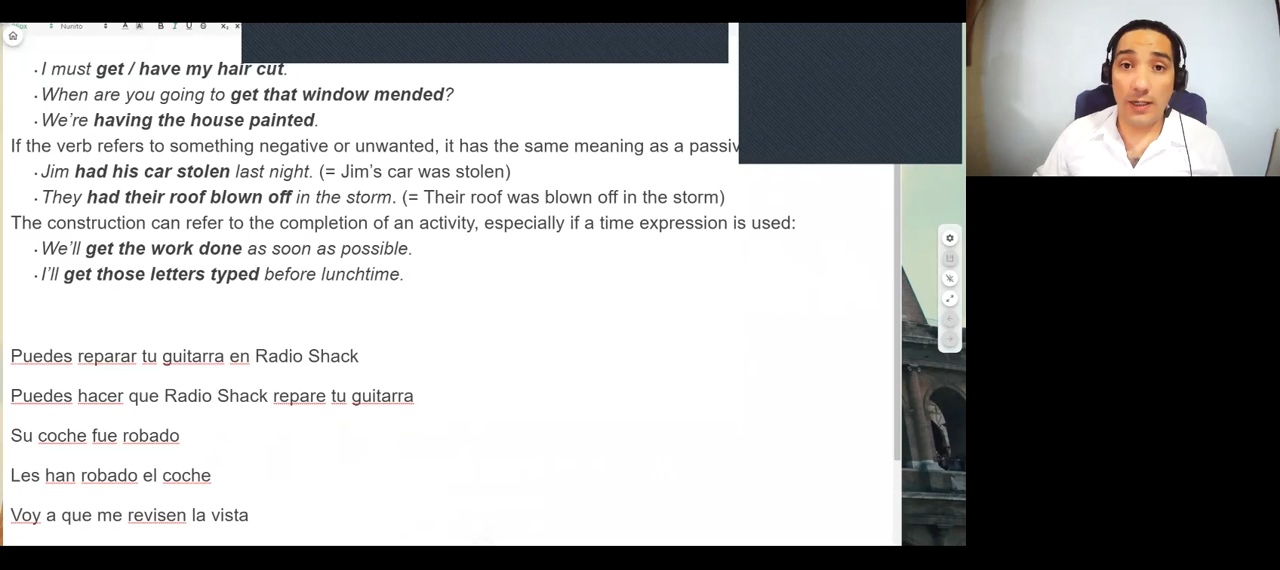 Nunito
B I U S X₂ x
· I must get / have my hair cut.
· When are you going to get that window mended?
· We're having the house painted.
If the verb refers to something negative or unwanted, it has the same meaning as a
· Jim had his car stolen last night. (= Jim's car was stolen)
· They had their roof blown off in the storm. (= Their roof was blown off in the storm)
The construction can refer to the completion of an activity, especially if a time expression is used:
· We'll get the work done as soon as possible.
· I'll get those letters typed before lunchtime.
Puedes reparar tu guitarra en Radio Shack
Puedes hacer que Radio Shack repare tu guitarra
Su coche fue robado
Les han robado el coche
Voy a que me revisen la vista